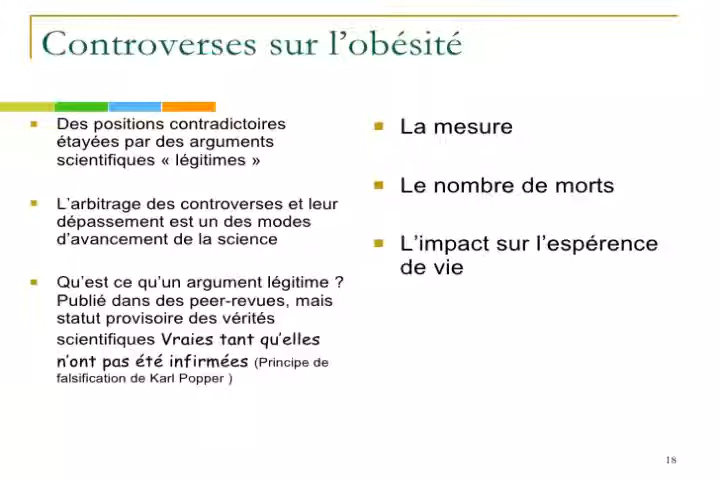 Controverses sur l'obésité
Des positions contradictoires
étayées par des arguments
scientifiques « légitimes »
L'arbitrage des controverses et leur
dépassement est un des modes
d'avancement de la science
Qu'est ce qu'un argument légitime ?
Publié dans des peer-revues, mais
statut provisoire des vérités
scientifiques Vraies tant qu'elles
n'ont pas été infirmées (Principe de
falsification de Karl Popper )
La mesure
Le nombre de morts
L'impact sur l'espérence
de vie
18